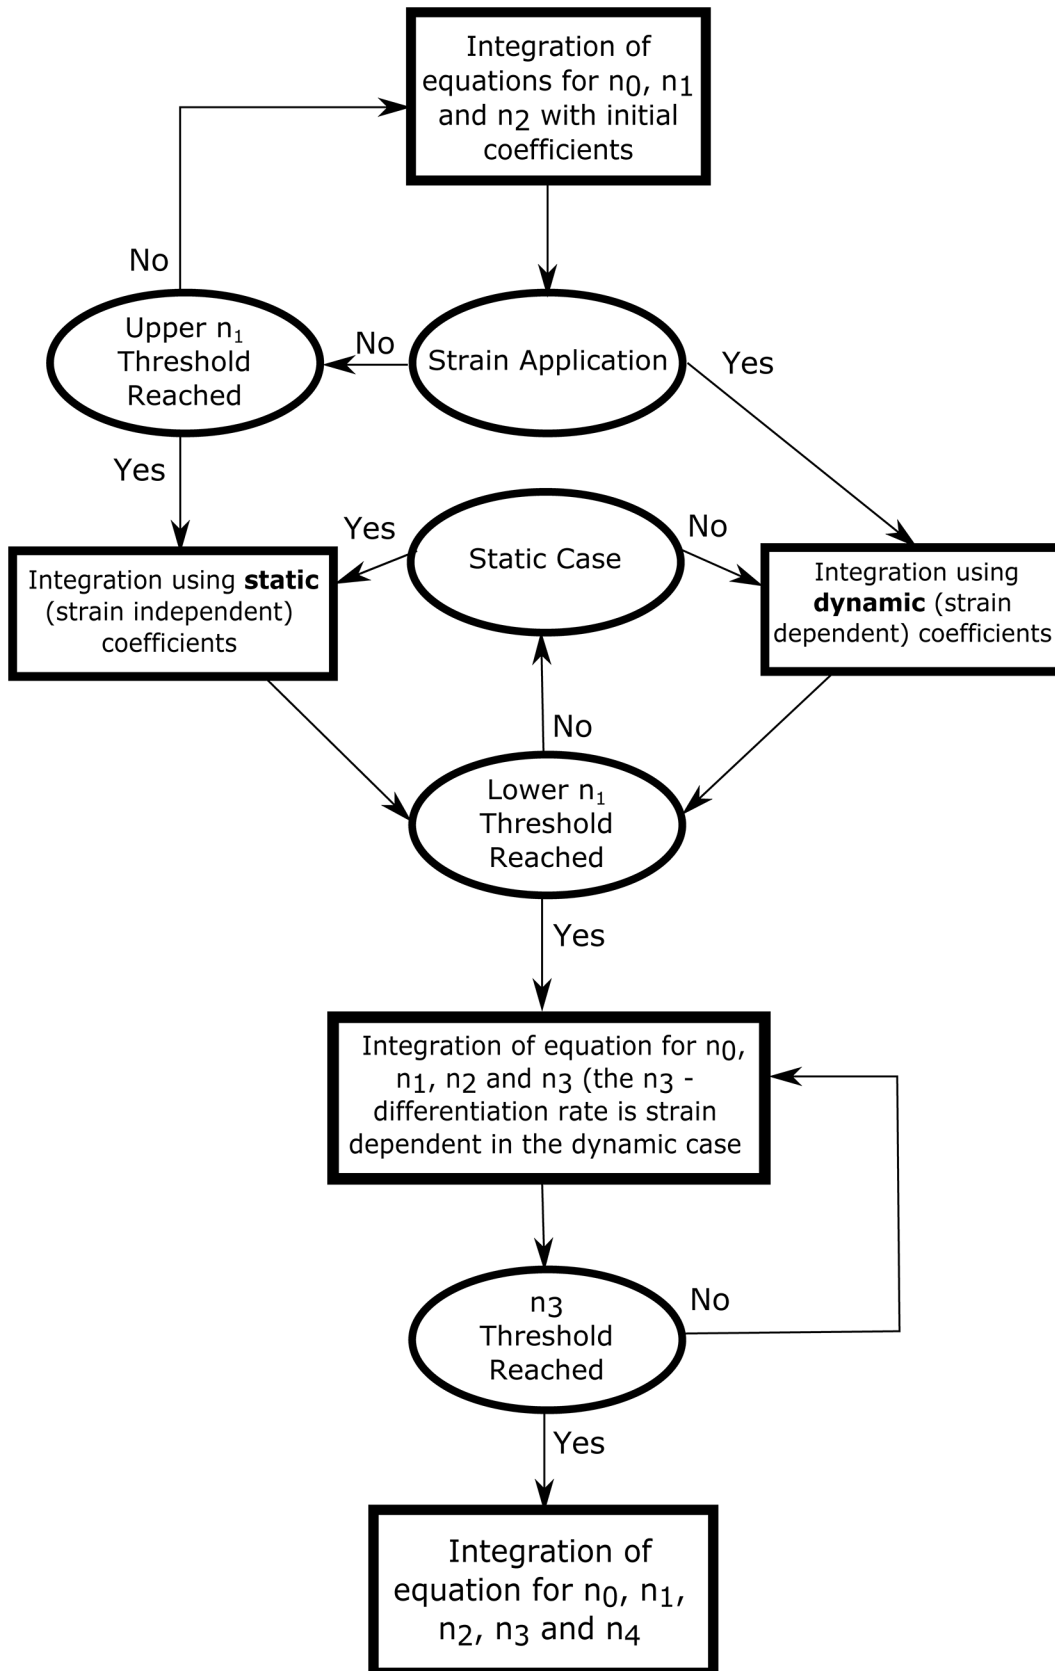 Integration of
equations for n0, n1
and n2 with initial
coefficients
No
Upper n1
Threshold
Reached
No
Strain Application
Yes
Yes
Yes
Static Case
No
Integration using static
(strain independent)
coefficients
Integration using
dynamic (strain
dependent) coefficients
No
Lower n1
Threshold
Reached
Yes
Integration of equation for n0,
n1, n2 and n3 (the n3 -
differentiation rate is strain
dependent in the dynamic case
n3
Threshold
Reached
No
Yes
Integration of
equation for n0, n1,
n2, n3 and n4